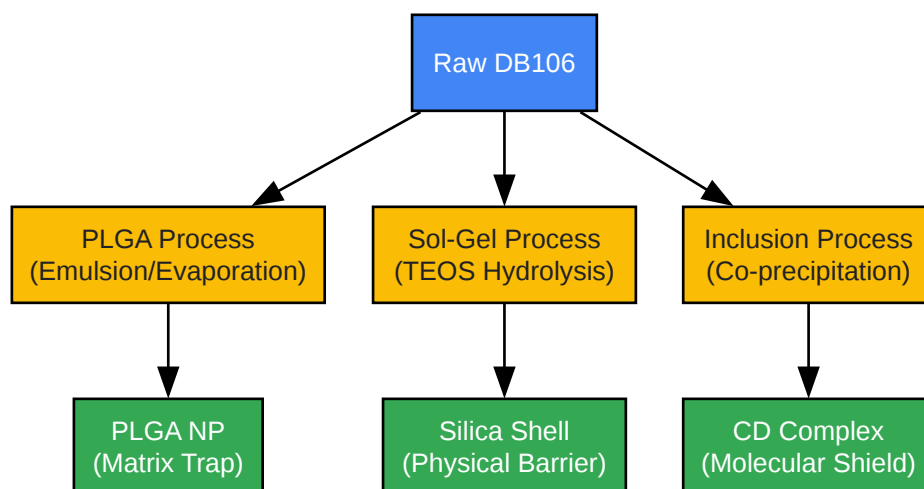 Raw DB106
PLGA Process
(Emulsion/Evaporation)
Sol-Gel Process
(TEOS Hydrolysis)
Inclusion Process
(Co-precipitation)
PLGA NP
(Matrix Trap)
Silica Shell
(Physical Barrier)
CD Complex
(Molecular Shield)